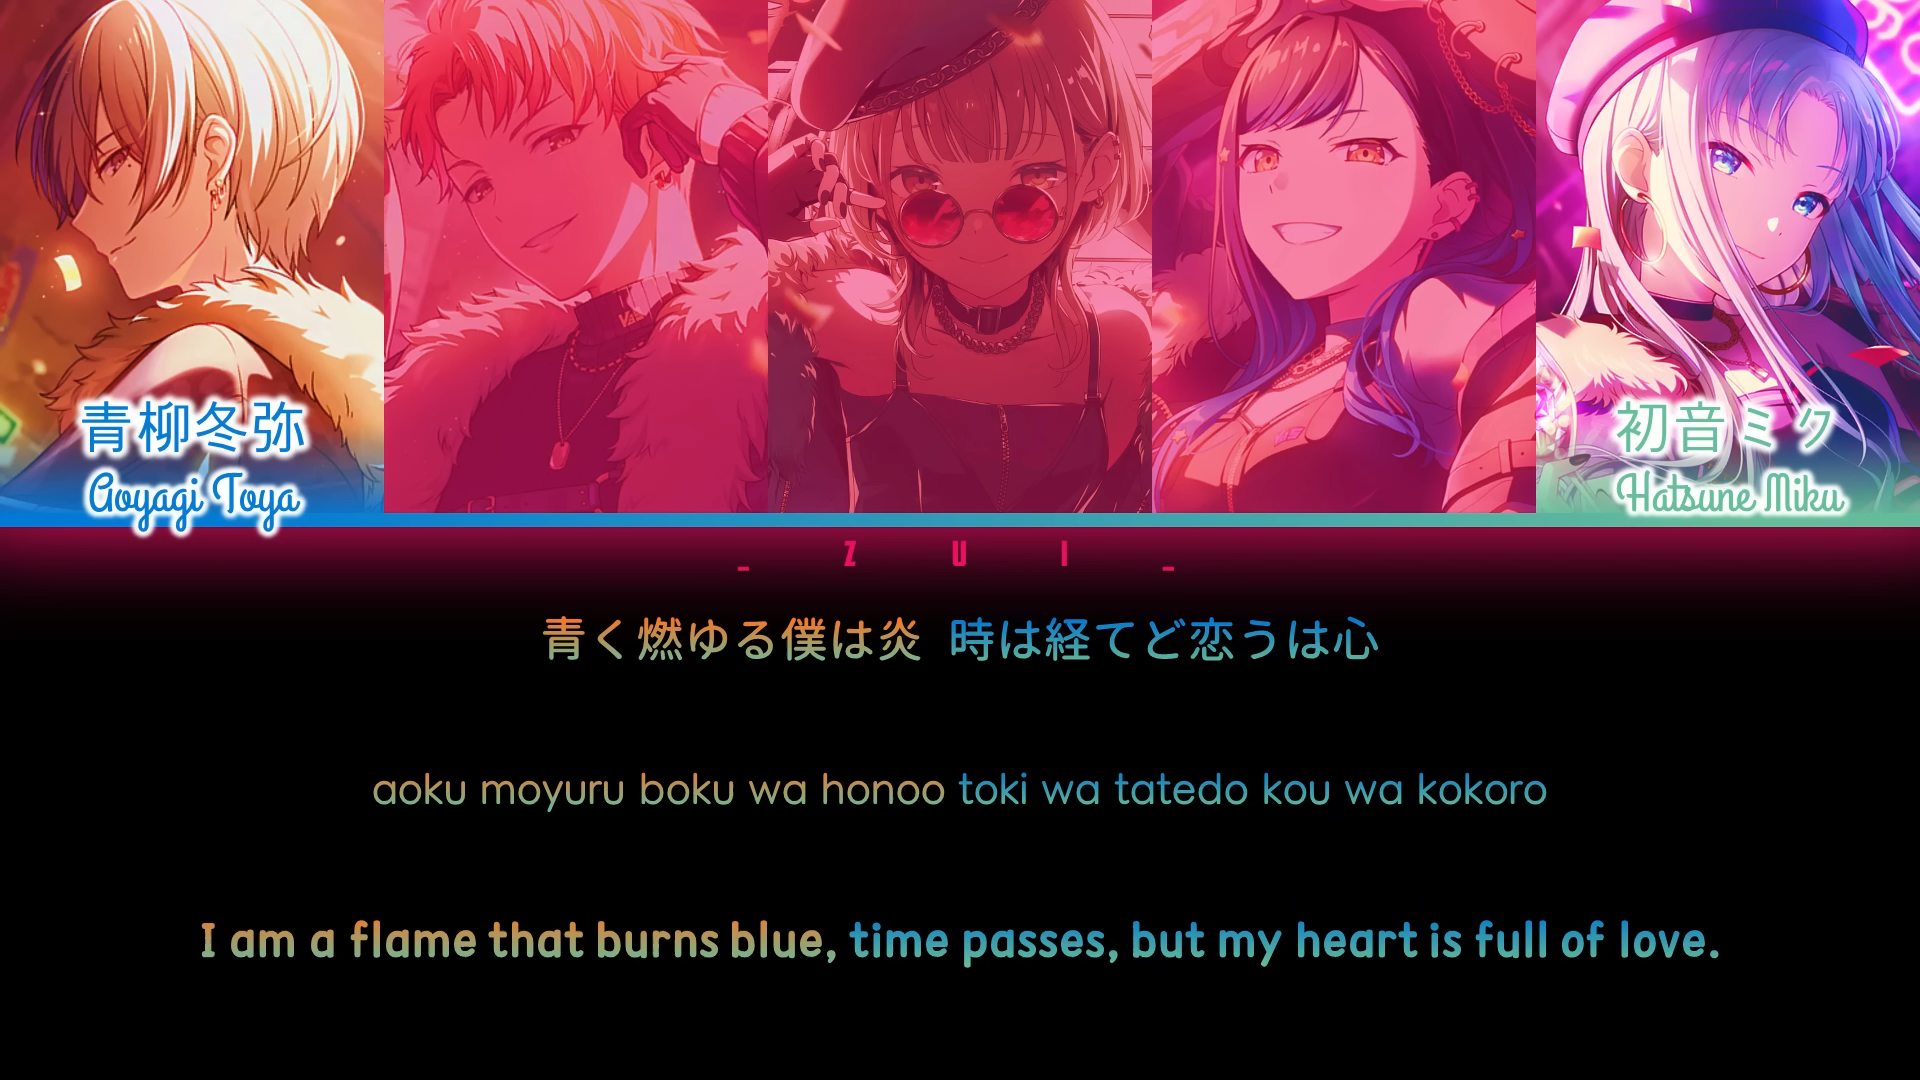 青柳冬弥
Aoyagi Toya
初音ミク
Hatsune Miku
_ Z U I _
青く燃ゆる僕は炎 時は経てど恋うは心
aoku moyuru boku wa honoo toki wa tatedo kou wa kokoro
I am a flame that burns blue, time passes, but my heart is full of love.